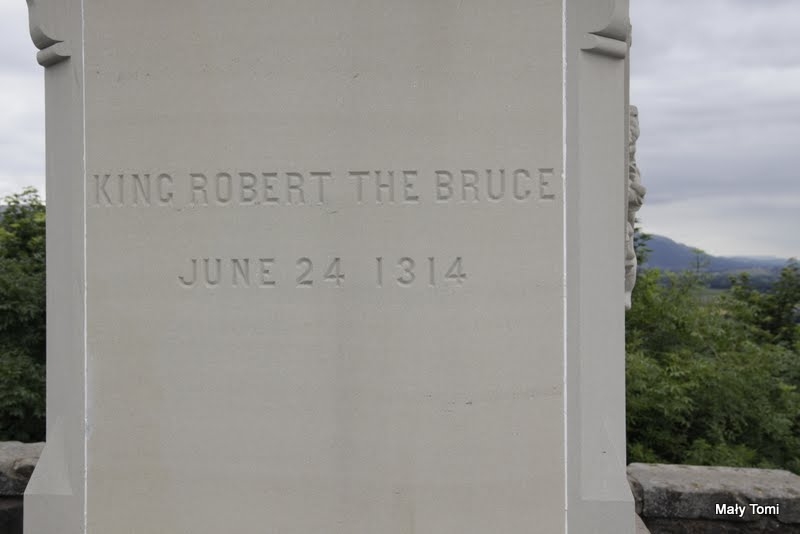 KING ROBERT THE BRUCE
JUNE 24 1314
Mały Tomi